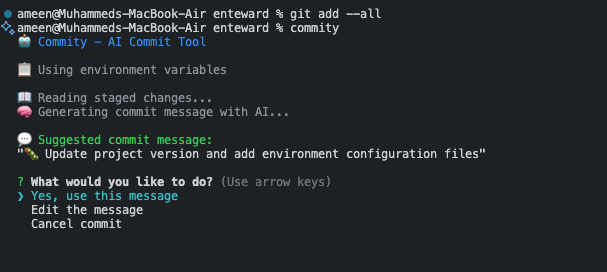 ameen@Muhammeds-MacBook-Air enteward % git add --all
ameen@Muhammeds-MacBook-Air enteward % commity
🤖 Commity - AI Commit Tool
📋 Using environment variables
📖 Reading staged changes...
🧠 Generating commit message with AI...
💬 Suggested commit message:
"🍾 Update project version and add environment configuration files"
? What would you like to do? (Use arrow keys)
❯ Yes, use this message
Edit the message
Cancel commit